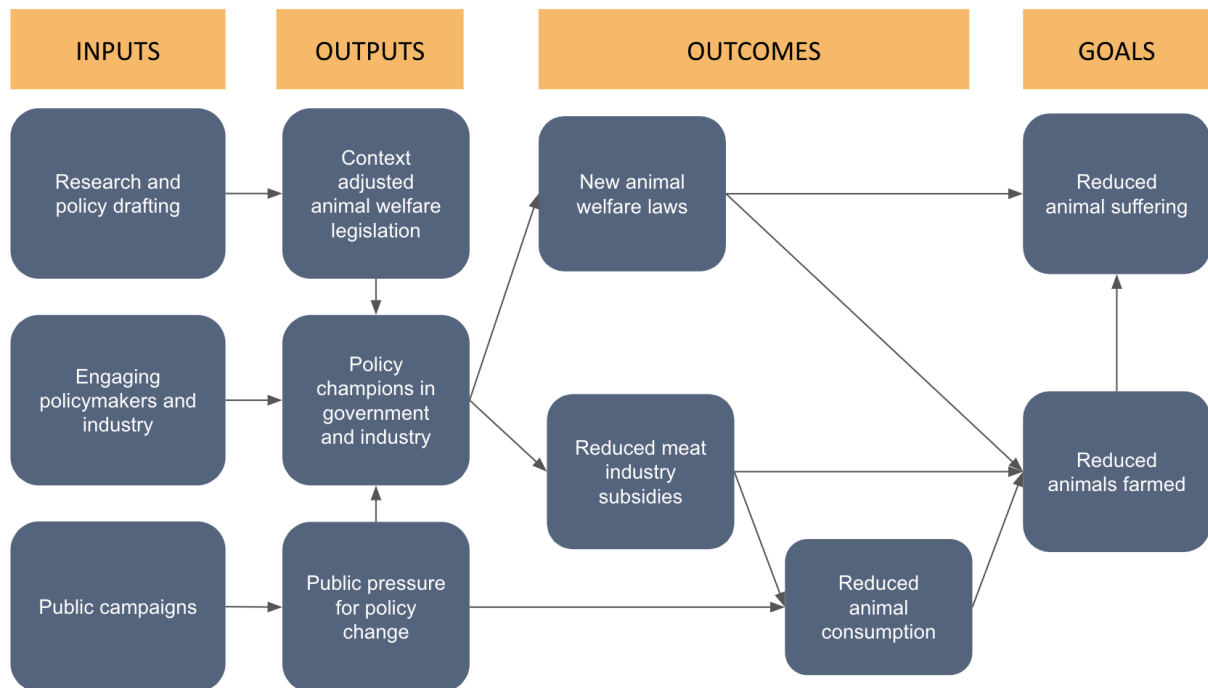 INPUTS
OUTPUTS
OUTCOMES
GOALS
Research and
policy drafting
Context
adjusted
animal welfare
legislation
New animal
welfare laws
Reduced
animal suffering
Engaging
policymakers and
industry
Policy
champions in
government
and industry
Reduced meat
industry
subsidies
Reduced
animals farmed
Public campaigns
Public pressure
for policy
change
Reduced
animal
consumption